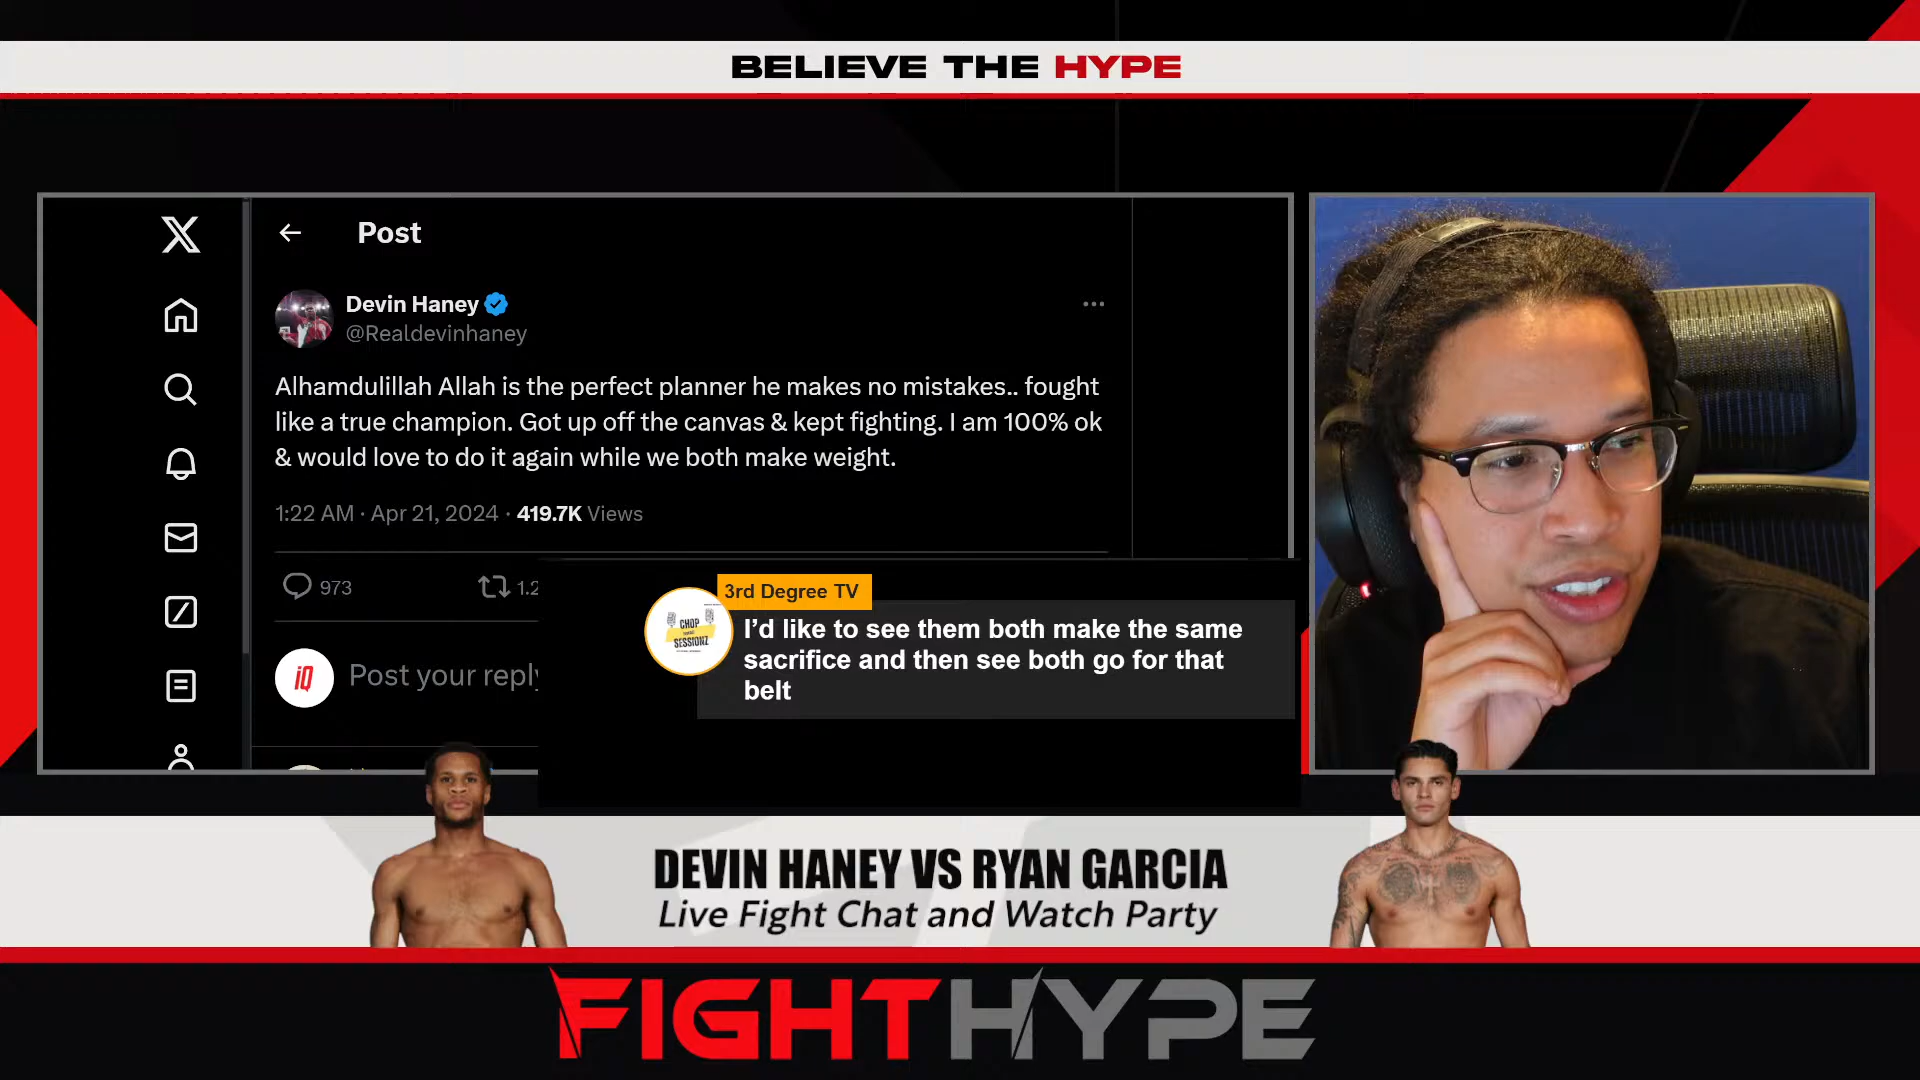 BELIEVE THE HYPE
Post
Devin Haney
@Realdevinhaney
Alhamdulillah Allah is the perfect planner he makes no mistakes.. fought
like a true champion. Got up off the canvas & kept fighting. I am 100% ok
& would love to do it again while we both make weight.
1:22 AM · Apr 21, 2024 · 419.7K Views
973
1.2
Post your reply
iQ
3rd Degree TV
CHOP
SESSIONZ
I'd like to see them both make the same
sacrifice and then see both go for that
belt
DEVIN HANEY VS RYAN GARCIA
Live Fight Chat and Watch Party
FIGHTHYPE